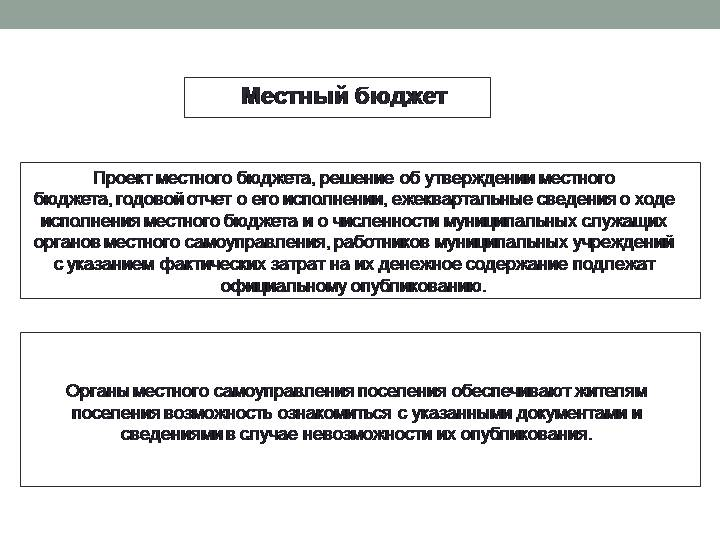 Местный бюджет
Проект местного бюджета, решение об утверждении местного
бюджета, годовой отчет о его исполнении, ежеквартальные сведения о ходе
исполнения местного бюджета и о численности муниципальных служащих
органов местного самоуправления, работников муниципальных учреждений
с указанием фактических затрат на их денежное содержание подлежат
официальному опубликованию.
Органы местного самоуправления поселения обеспечивают жителям
поселения возможность ознакомиться с указанными документами и
сведениями в случае невозможности их опубликования.